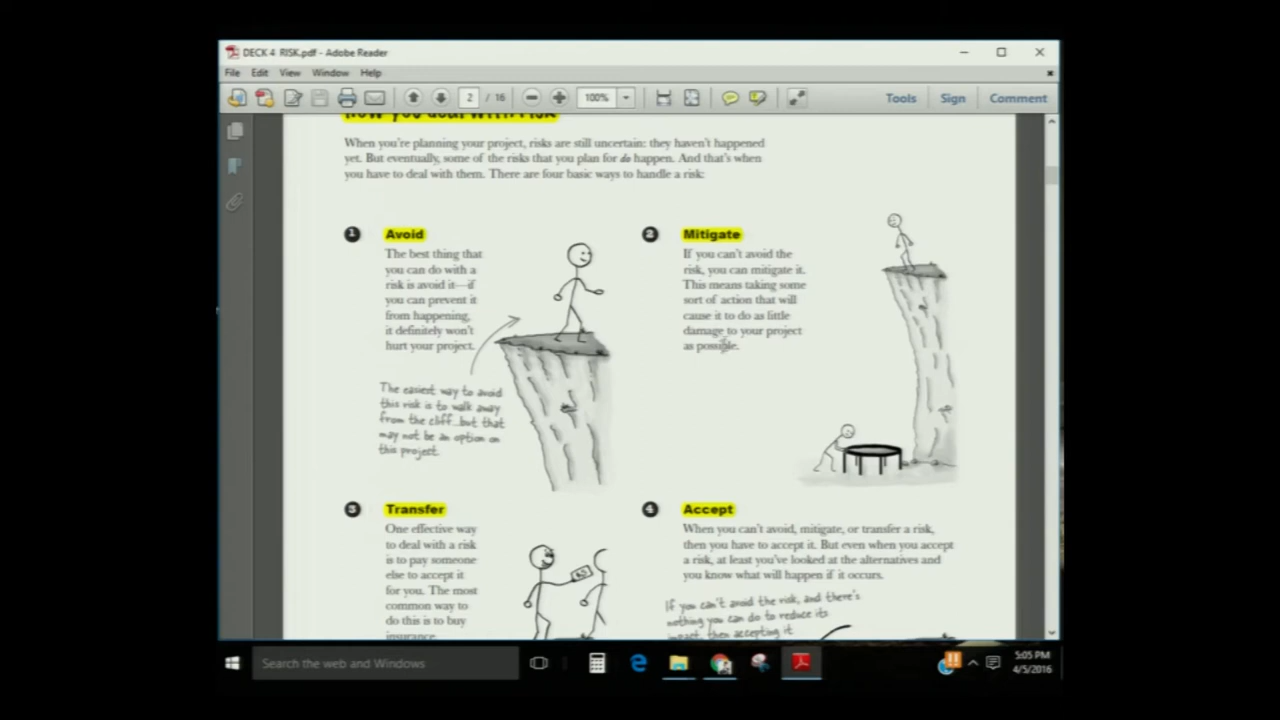 DECK 4 RISK.pdf - Adobe Reader
File Edit View Window Help
2 / 16
100%
Tools Sign Comment
How you deal with risk
When you're planning your project, risks are still uncertain: they haven't happened
yet. But eventually, some of the risks that you plan for do happen. And that's when
you have to deal with them. There are four basic ways to handle a risk:
1 Avoid
The best thing that
you can do with a
risk is avoid it—if
you can prevent it
from happening,
it definitely won't
hurt your project.
The easiest way to avoid
this risk is to walk away
from the cliff...but that
may not be an option on
this project.
2 Mitigate
If you can't avoid the
risk, you can mitigate it.
This means taking some
sort of action that will
cause it to do as little
damage to your project
as possible.
3 Transfer
One effective way
to deal with a risk
is to pay someone
else to accept it
for you. The most
common way to
do this is to buy
insurance.
4 Accept
When you can't avoid, mitigate, or transfer a risk,
then you have to accept it. But even when you accept
a risk, at least you've looked at the alternatives and
you know what will happen if it occurs.
If you can't avoid the risk, and there's
nothing you can do to reduce its
impact, then accepting it
Search the web and Windows
5:05 PM
4/5/2016